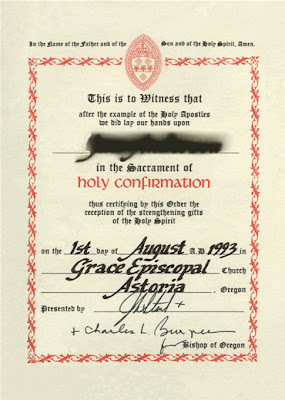 In the Name of the Father and of the Son and of the Holy Spirit, Amen.
This is to Witness that
after the example of the Holy Apostles
we did lay our hands upon
in the Sacrament of
holy confirmation
thus certifying by this Order the
reception of the strengthening gifts
of the Holy Spirit
on the 1st day of August A.D. 1993 in
Grace Episcopal Church
Astoria, Oregon
Presented by
+ Charles L. Burger
for Bishop of Oregon